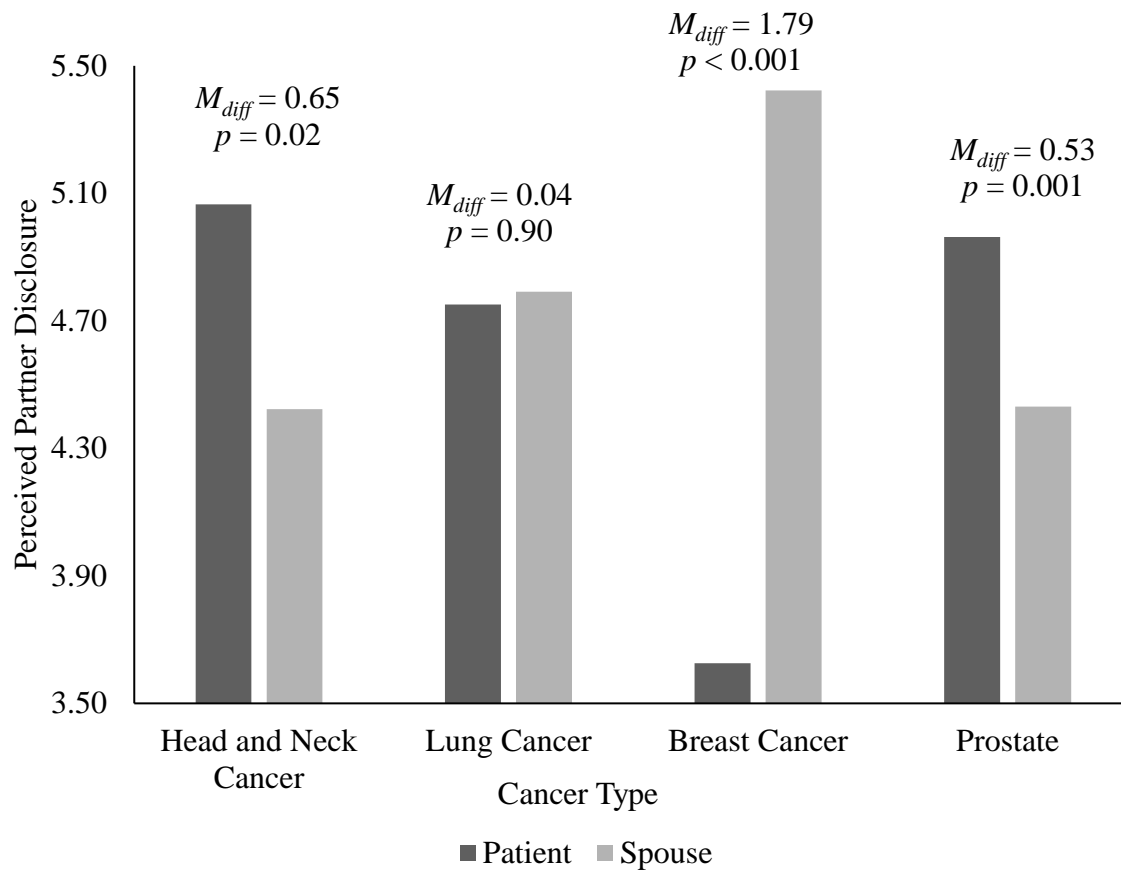 M_diff = 1.79
p < 0.001
5.50
M_diff = 0.65
p = 0.02
M_diff = 0.53
p = 0.001
5.10
M_diff = 0.04
p = 0.90
Perceived Partner Disclosure
4.70
4.30
3.90
3.50
Head and Neck
Cancer
Lung Cancer
Breast Cancer
Prostate
Cancer Type
Patient
Spouse